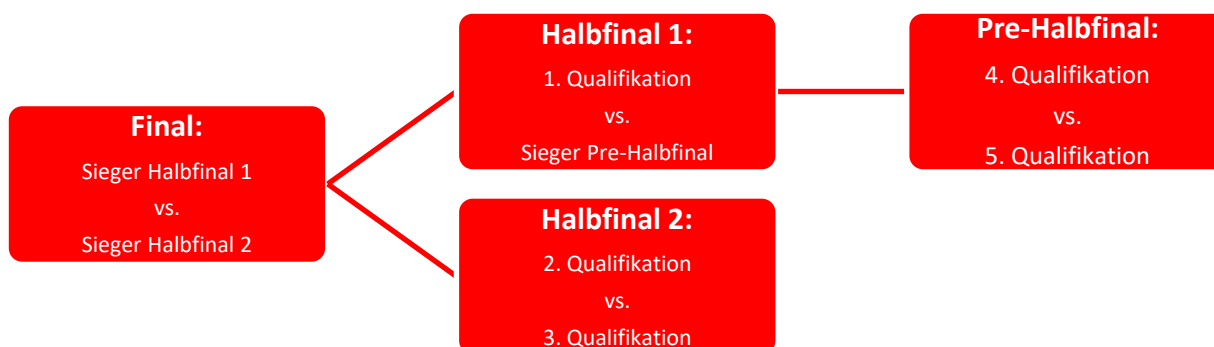 Final:
Sieger Halbfinal 1
vs.
Sieger Halbfinal 2
Halbfinal 1:
1. Qualifikation
vs.
Sieger Pre-Halbfinal
Halbfinal 2:
2. Qualifikation
vs.
3. Qualifikation
Pre-Halbfinal:
4. Qualifikation
vs.
5. Qualifikation